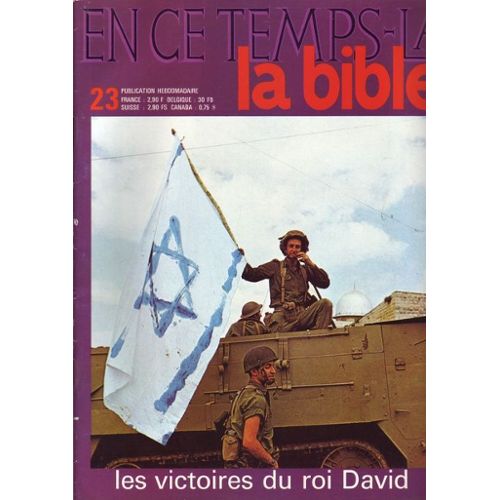 EN CE TEMPS-LA
la bible
23
PUBLICATION HEBDOMADAIRE
FRANCE : 2,90 F BELGIQUE : 30 FB
SUISSE : 2,90 FS CANADA : 0,75 $
les victoires du roi David